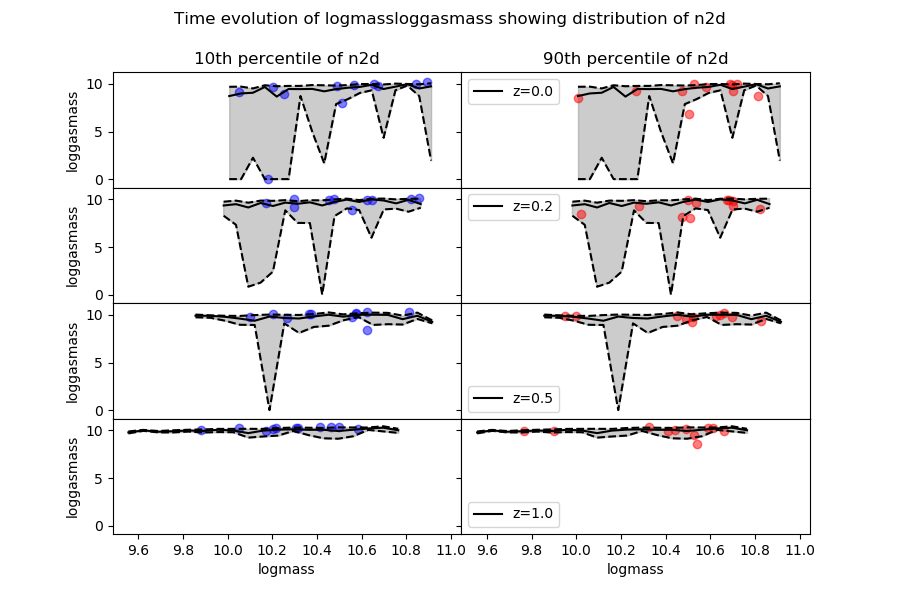 Time evolution of logmassloggasmass showing distribution of n2d
10th percentile of n2d
90th percentile of n2d
10
5
0
loggasmass
z=0.0
10
5
0
loggasmass
z=0.2
10
5
0
loggasmass
z=0.5
10
5
0
loggasmass
z=1.0
9.6 9.8 10.0 10.2 10.4 10.6 10.8 11.0
9.6 9.8 10.0 10.2 10.4 10.6 10.8 11.0
logmass
logmass